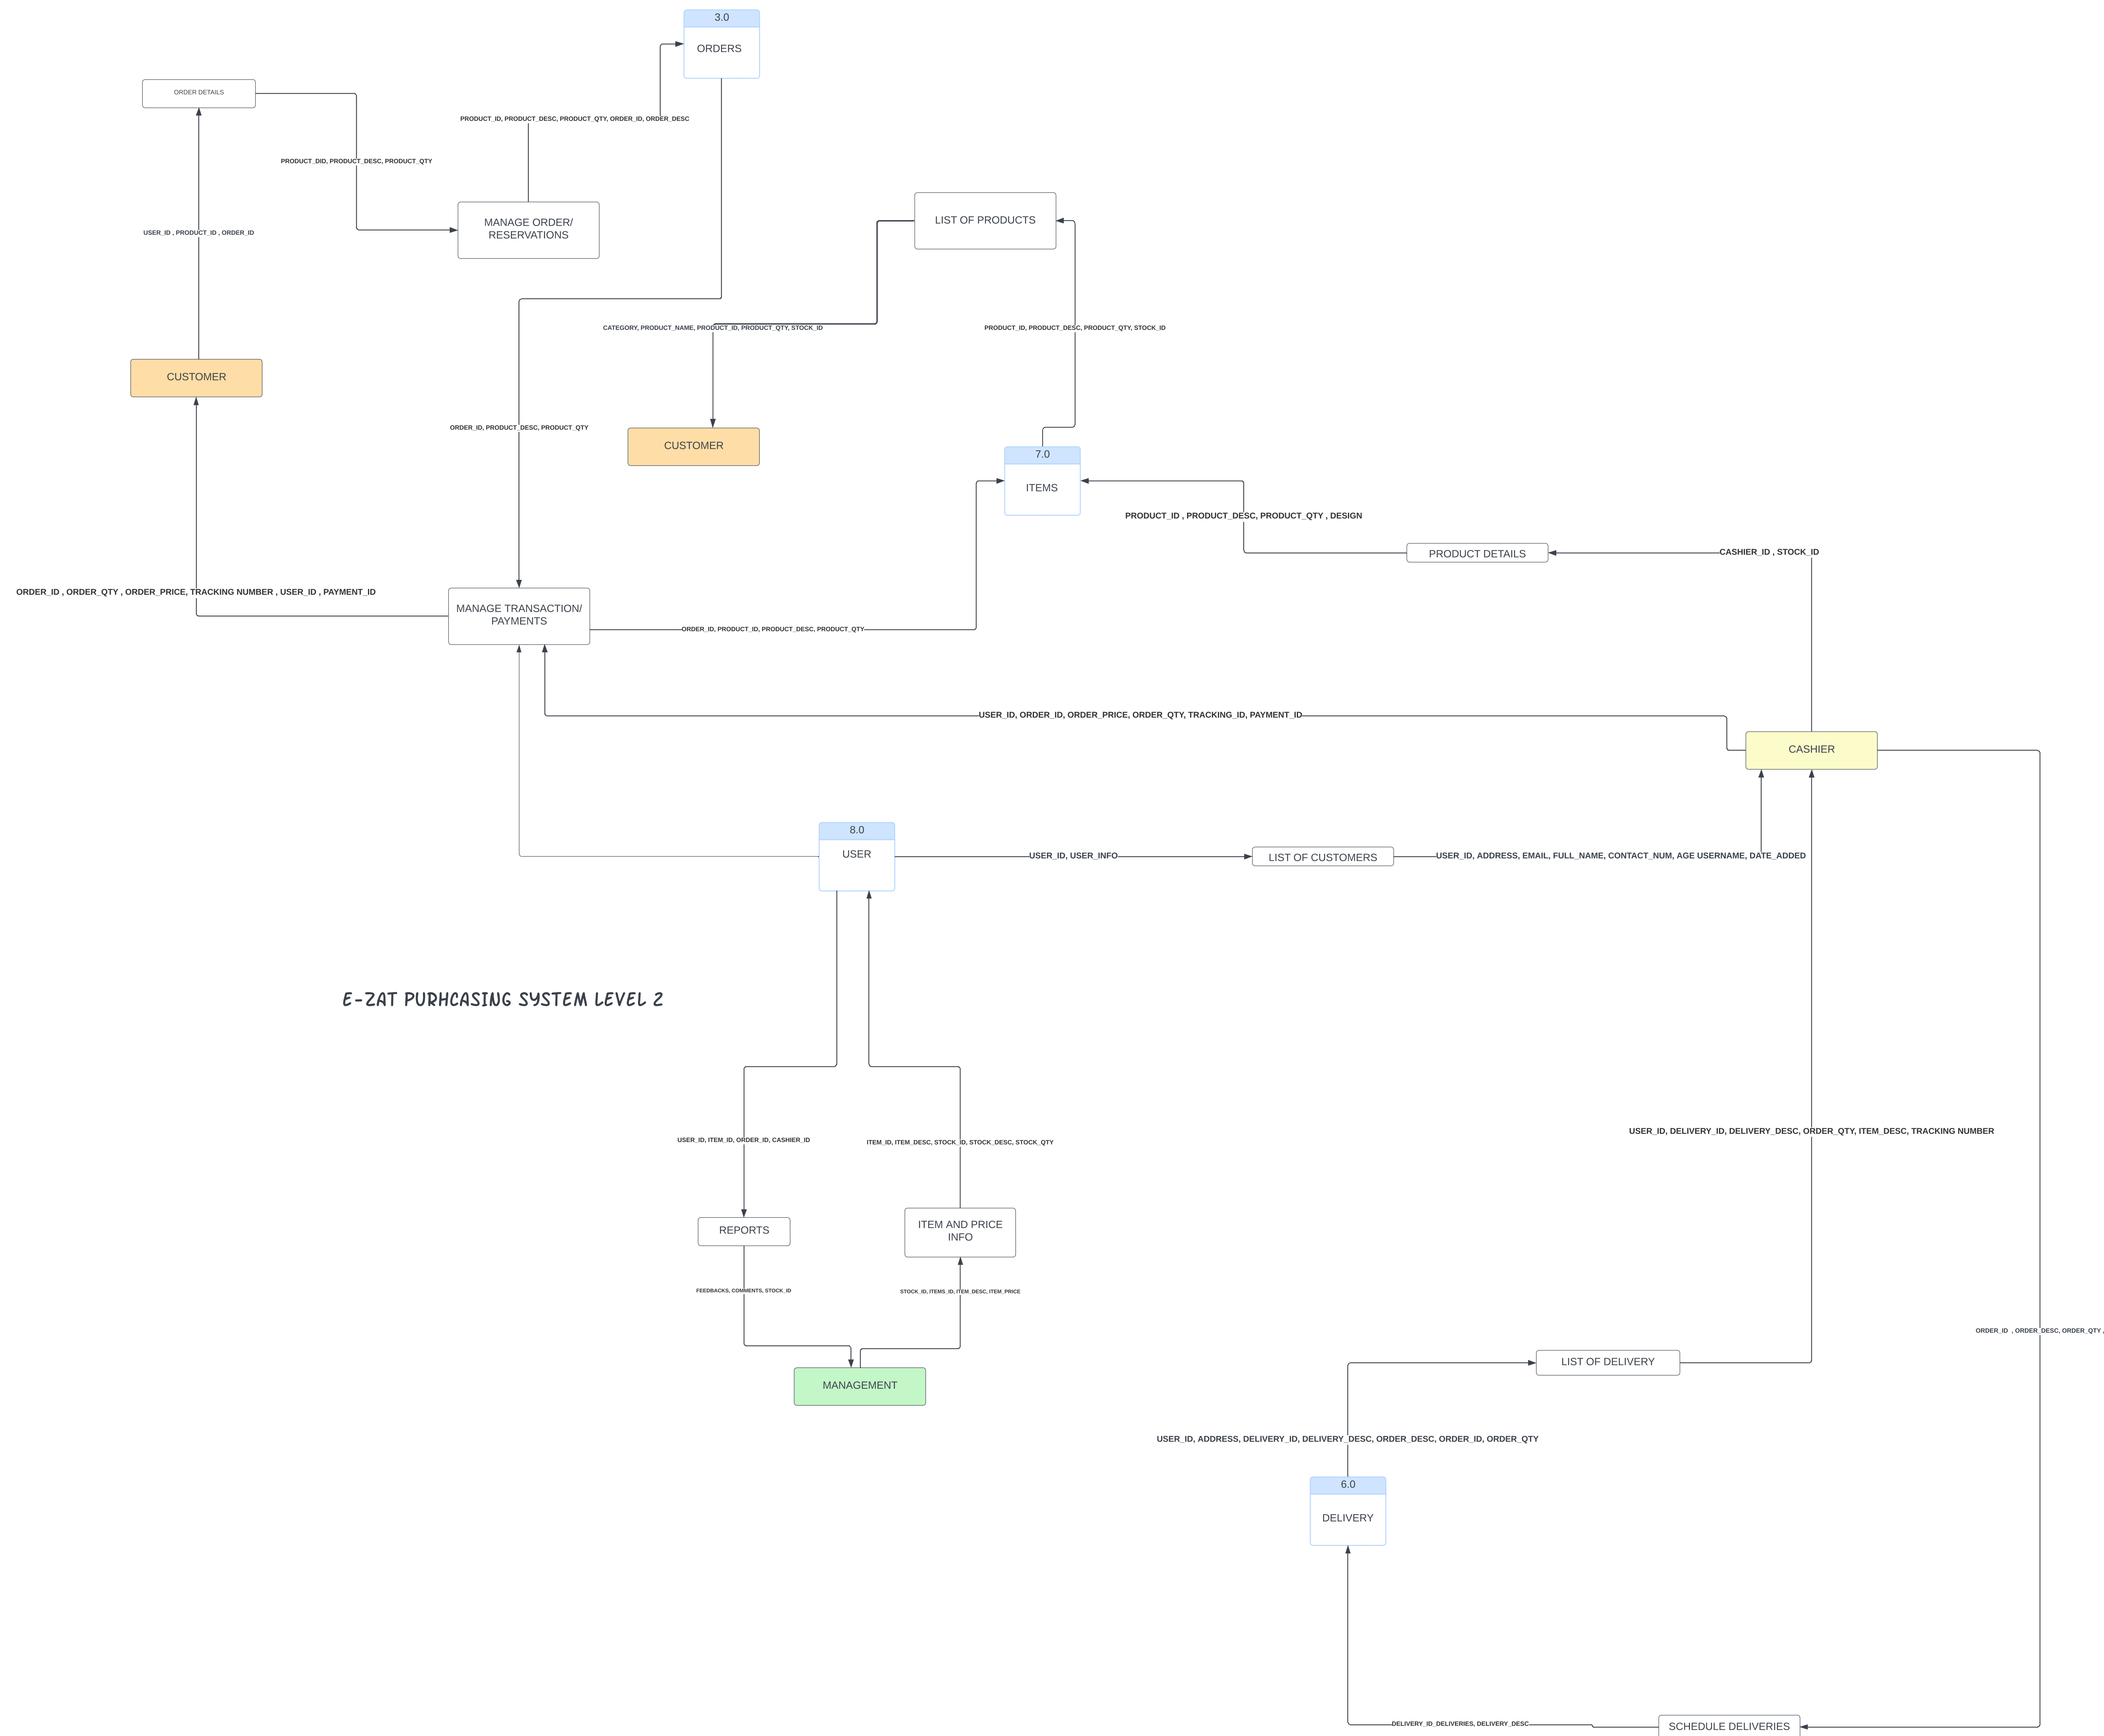 3.0
ORDERS
ORDER DETAILS
PRODUCT_ID, PRODUCT_DESC, PRODUCT_QTY, ORDER_ID, ORDER_DESC
PRODUCT_DID, PRODUCT_DESC, PRODUCT_QTY
MANAGE ORDER/
RESERVATIONS
LIST OF PRODUCTS
USER_ID , PRODUCT_ID , ORDER_ID
CATEGORY, PRODUCT_NAME, PRODUCT_ID, PRODUCT_QTY, STOCK_ID
PRODUCT_ID, PRODUCT_DESC, PRODUCT_QTY, STOCK_ID
CUSTOMER
ORDER_ID, PRODUCT_DESC, PRODUCT_QTY
CUSTOMER
7.0
ITEMS
PRODUCT_ID , PRODUCT_DESC, PRODUCT_QTY , DESIGN
PRODUCT DETAILS
CASHIER_ID , STOCK_ID
ORDER_ID , ORDER_QTY , ORDER_PRICE, TRACKING NUMBER , USER_ID , PAYMENT_ID
MANAGE TRANSACTION/
PAYMENTS
ORDER_ID, PRODUCT_ID, PRODUCT_DESC, PRODUCT_QTY
USER_ID, ORDER_ID, ORDER_PRICE, ORDER_QTY, TRACKING_ID, PAYMENT_ID
CASHIER
8.0
USER
USER_ID, USER_INFO
LIST OF CUSTOMERS
USER_ID, ADDRESS, EMAIL, FULL_NAME, CONTACT_NUM, AGE USERNAME, DATE_ADDED
E-ZAT PURHCASING SYSTEM LEVEL 2
USER_ID, ITEM_ID, ORDER_ID, CASHIER_ID
ITEM_ID, ITEM_DESC, STOCK_ID, STOCK_DESC, STOCK_QTY
USER_ID, DELIVERY_ID, DELIVERY_DESC, ORDER_QTY, ITEM_DESC, TRACKING NUMBER
REPORTS
ITEM AND PRICE
INFO
FEEDBACKS, COMMENTS, STOCK_ID
STOCK_ID, ITEMS_ID, ITEM_DESC, ITEM_PRICE
ORDER_ID , ORDER_DESC, ORDER_QTY ,
LIST OF DELIVERY
MANAGEMENT
USER_ID, ADDRESS, DELIVERY_ID, DELIVERY_DESC, ORDER_DESC, ORDER_ID, ORDER_QTY
6.0
DELIVERY
DELIVERY_ID_DELIVERIES, DELIVERY_DESC
SCHEDULE DELIVERIES